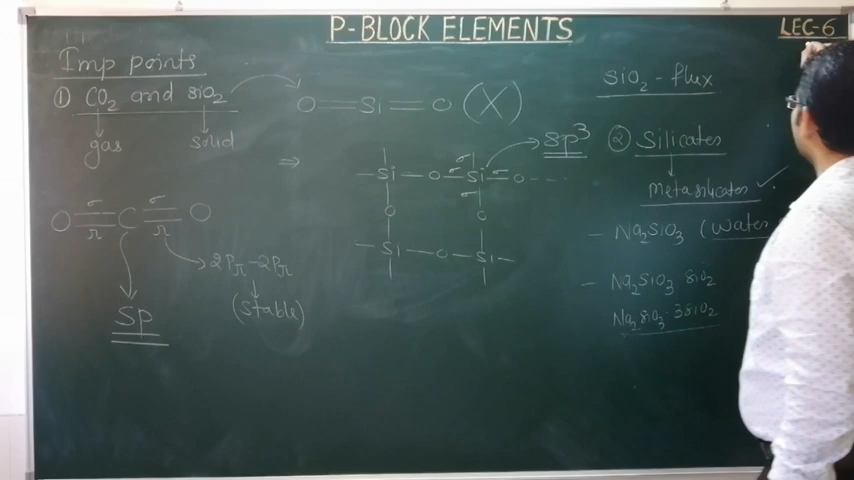 P-BLOCK ELEMENTS
LEC-6
Imp points
① CO₂ and SiO₂
gas
solid
O=Si=O (X)
⇒
-Si-O-Si-O----
σ σ σ σ
sp³
O O
-Si-O-Si-
O=C=O
σ σ
π π
2Pπ-2Pπ
(stable)
Sp
SiO₂ - flux
② Silicates
Metasilicates ✓
- Na₂SiO₃ (Water
- Na₂SiO₃ SiO₂
Na₂SiO₃·3SiO₂